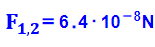 F₁,₂ = 6.4·10⁻⁸N